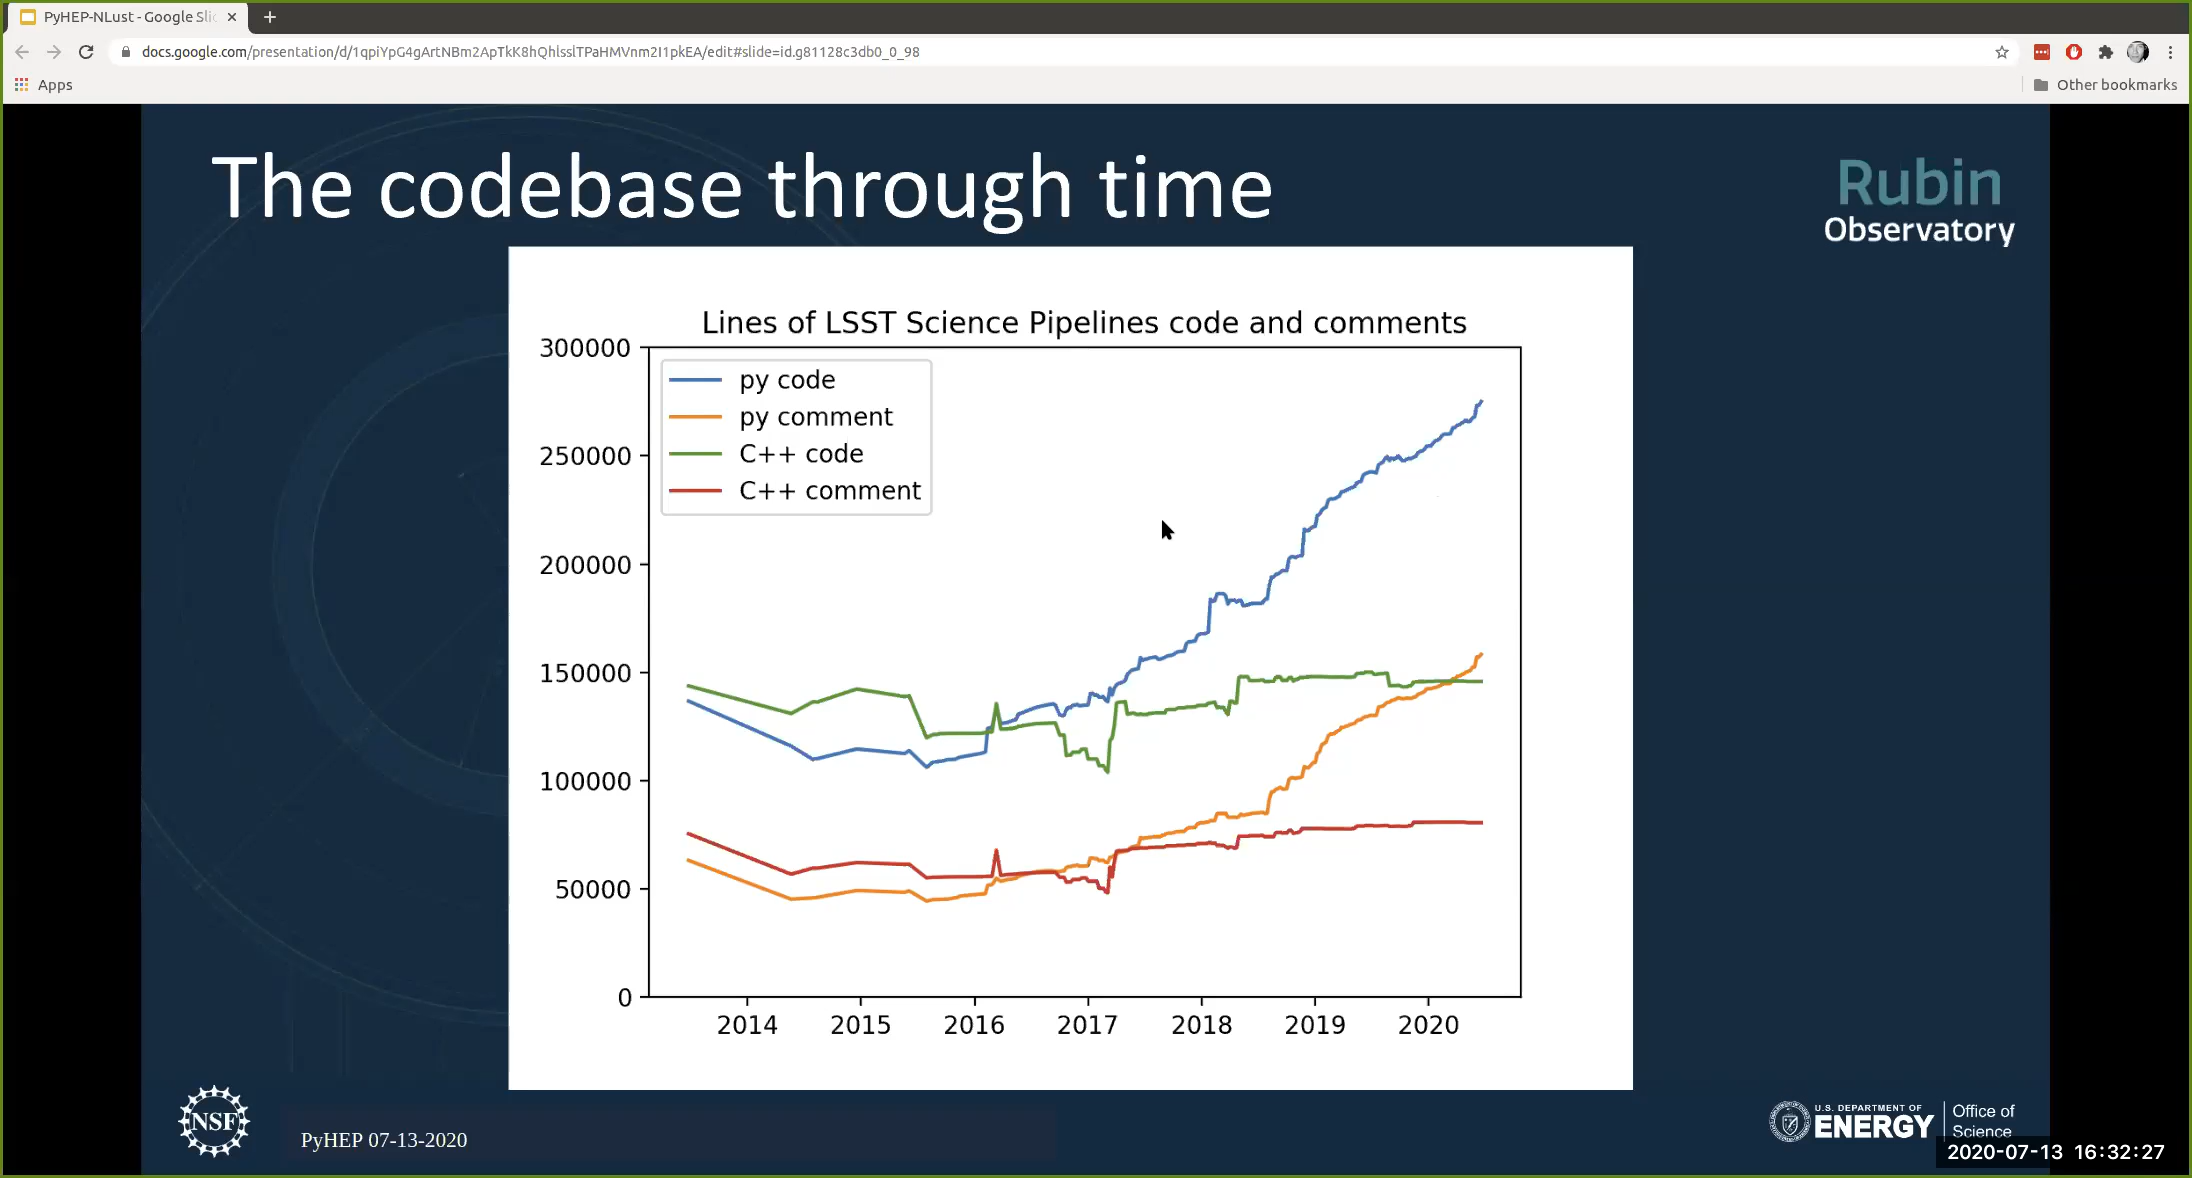 PyHEP-NLust - Google Slic
docs.google.com/presentation/d/1qpiYpG4gArtNBm2ApTkK8hQhlsslTPaHMVnm2I1pkEA/edit#slide=id.g81128c3db0_0_98
Apps
Other bookmarks
The codebase through time
Rubin
Observatory
Lines of LSST Science Pipelines code and comments
300000
250000
200000
150000
100000
50000
0
py code
py comment
C++ code
C++ comment
2014 2015 2016 2017 2018 2019 2020
NSF
PyHEP 07-13-2020
U.S. DEPARTMENT OF
ENERGY
Office of
Science
2020-07-13 16:32:27